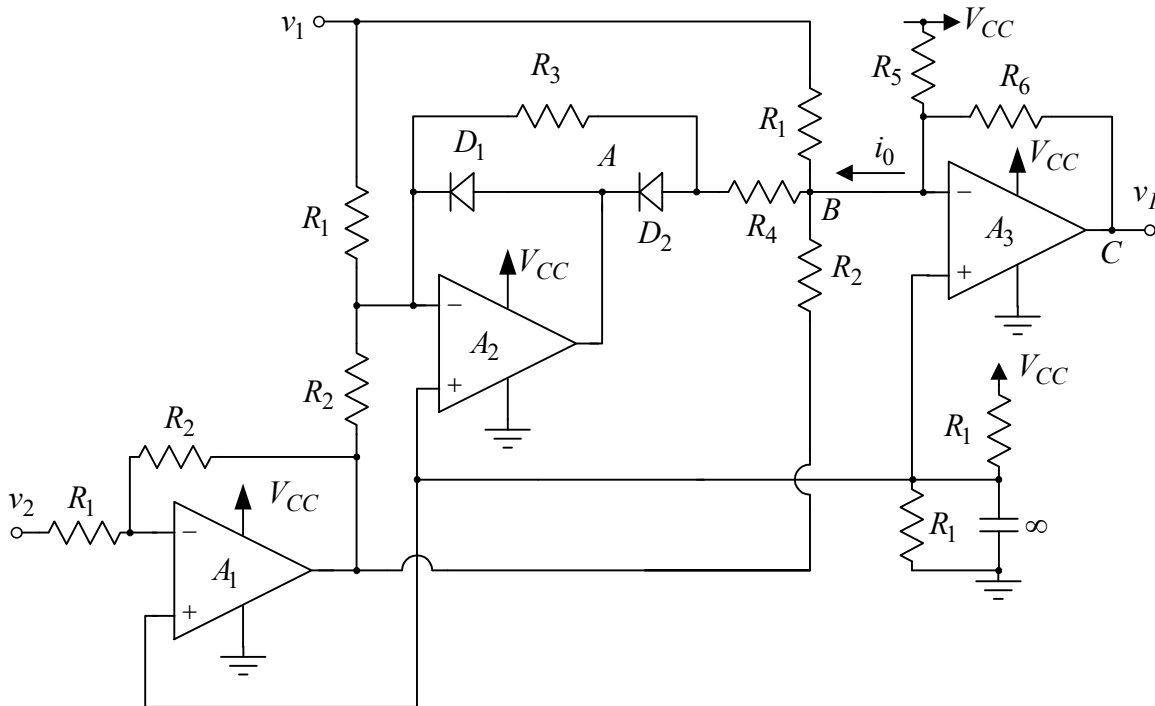 v1
VCC
R3
R5
R6
D1
A
R1
i0
VCC
R1
B
R4
D2
−
A3
C
R2
VCC
+
−
A2
VCC
+
R2
R1
R2
v2
R1
VCC
−
R1
∞
A1
+